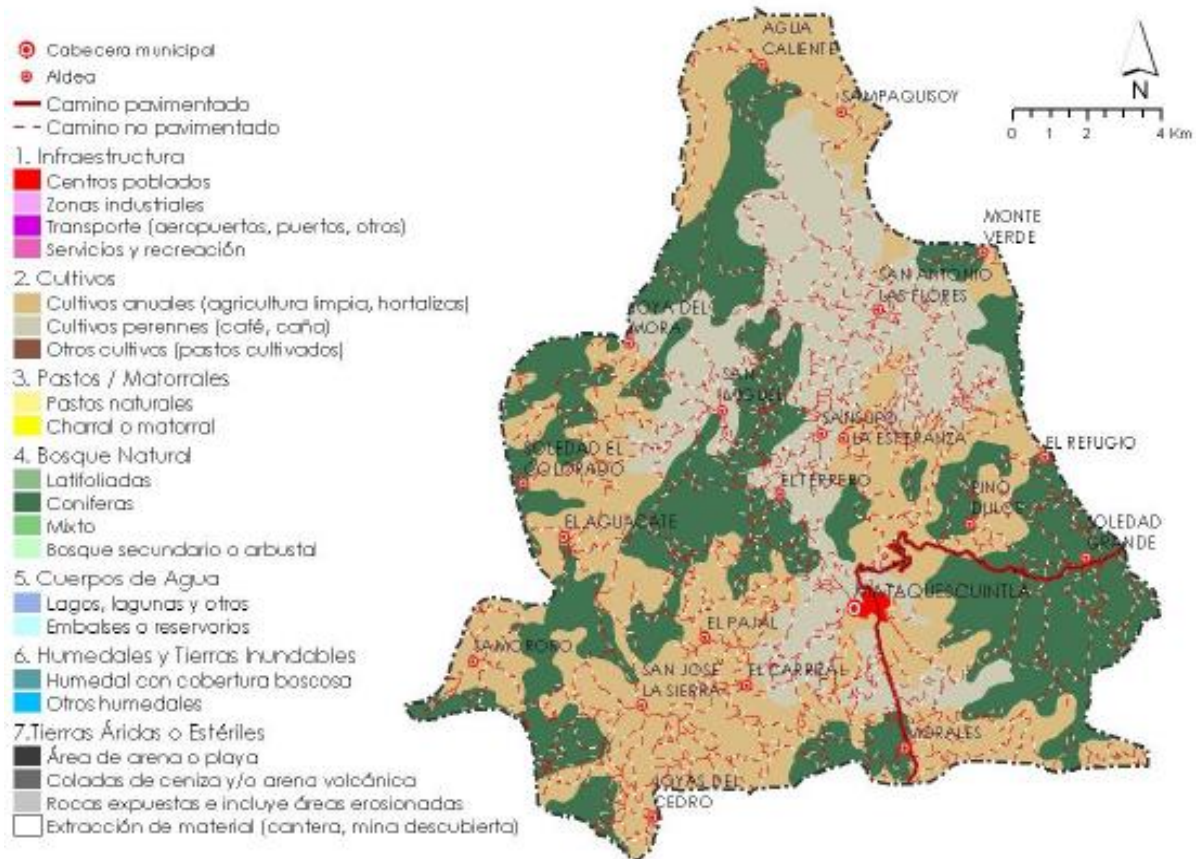 Cabecera municipal
Aldea
Camino pavimentado
Camino no pavimentado
1. Infraestructura
Centros poblados
Zonas industriales
Transporte (aeropuertos, puertos, otros)
Servicios y recreación
2. Cultivos
Cultivos anuales (agricultura limpia, hortalizas)
Cultivos perennes (café, caña)
Otros cultivos (pastos cultivados)
3. Pastos / Matorrales
Pastos naturales
Charral o matorral
4. Bosque Natural
Latifoliadas
Coníferas
Mixto
Bosque secundario o arbustal
5. Cuerpos de Agua
Lagos, lagunas y otros
Embalses o reservorios
6. Humedales y Tierras Inundables
Humedal con cobertura boscosa
Otros humedales
7.Tierras Áridas o Estériles
Área de arena o playa
Coladas de ceniza y/o arena volcánica
Rocas expuestas e incluye áreas erosionadas
Extracción de material (cantera, mina descubierta)
N
0 1 2 4 Km
AGUA
CALIENTE
SAMPAQUISOY
MONTE
VERDE
SAN ANTONIO
LAS FLORES
JOYA DEL
MORA
SAN
MIGUEL
SANSUPO
LA ESPERANZA
EL REFUGIO
SOLEDAD EL
COLORADO
EL TERRERO
PINO
DULCE
EL AGUACATE
SOLEDAD
GRANDE
MATAQUESCUINTLA
EL PAJAL
SAMORORO
SAN JOSE
LA SIERRA
EL CARRIZAL
MORALES
JOYAS DEL
CEDRO